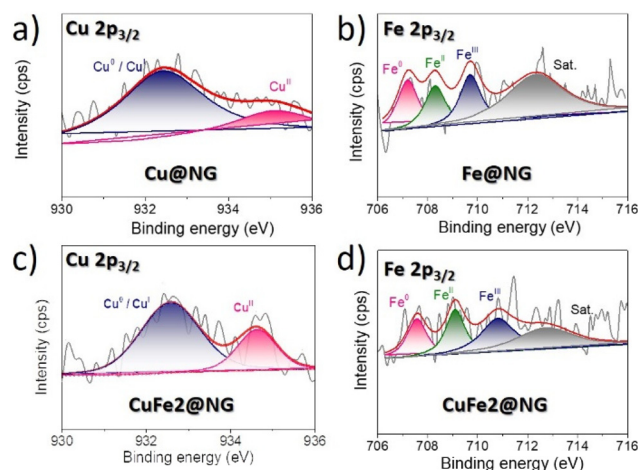 a)
Cu 2p3/2
Cu⁰ / Cuᴵ
Cuᴵᴵ
Cu@NG
Intensity (cps)
930 932 934 936
Binding energy (eV)
b)
Fe 2p3/2
Fe⁰
Feᴵᴵ
Feᴵᴵᴵ
Sat.
Fe@NG
Intensity (cps)
706 708 710 712 714 716
Binding energy (eV)
c)
Cu 2p3/2
Cu⁰ / Cuᴵ
Cuᴵᴵ
CuFe2@NG
Intensity (cps)
930 932 934 936
Binding energy (eV)
d)
Fe 2p3/2
Fe⁰
Feᴵᴵ
Feᴵᴵᴵ
Sat.
CuFe2@NG
Intensity (cps)
706 708 710 712 714 716
Binding energy (eV)